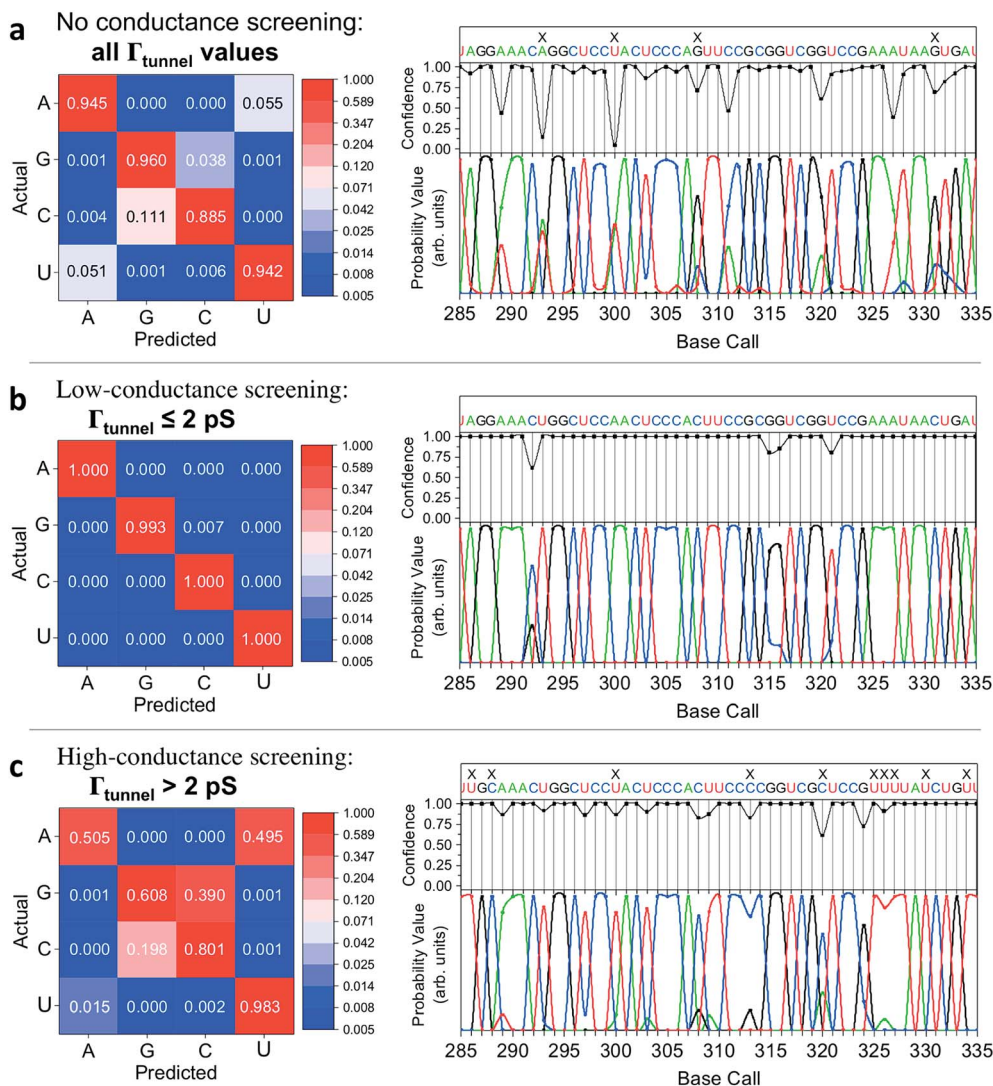 a
No conductance screening:
all Γtunnel values
A
G
C
U
Actual
0.945 0.000 0.000 0.055
0.001 0.960 0.038 0.001
0.004 0.111 0.885 0.000
0.051 0.001 0.006 0.942
A G C U
Predicted
1.000
0.589
0.347
0.204
0.120
0.071
0.042
0.025
0.014
0.008
0.005
X X X X
UAGGAAACAGGCUCCUACUCCCAGUUCCGCGGUCGGUCCGAAAUAAGUGAU
Confidence
1.00
0.75
0.50
0.25
0.00
Probability Value
(arb. units)
285 290 295 300 305 310 315 320 325 330 335
Base Call
b
Low-conductance screening:
Γtunnel ≤ 2 pS
A
G
C
U
Actual
1.000 0.000 0.000 0.000
0.000 0.993 0.007 0.000
0.000 0.000 1.000 0.000
0.000 0.000 0.000 1.000
A G C U
Predicted
1.000
0.589
0.347
0.204
0.120
0.071
0.042
0.025
0.014
0.008
0.005
UAGGAAACUGGCUCCAACUCCCACUUCCGCGGUCGGUCCGAAAUAACUGAU
Confidence
1.00
0.75
0.50
0.25
0.00
Probability Value
(arb. units)
285 290 295 300 305 310 315 320 325 330 335
Base Call
c
High-conductance screening:
Γtunnel > 2 pS
A
G
C
U
Actual
0.505 0.000 0.000 0.495
0.001 0.608 0.390 0.001
0.000 0.198 0.801 0.001
0.015 0.000 0.002 0.983
A G C U
Predicted
1.000
0.589
0.347
0.204
0.120
0.071
0.042
0.025
0.014
0.008
0.005
X X X X X XXX X X
UUGCAAACUGGCUCCUACUCCCACUUCCCCGGUCGCUCCGUUUUAUCUGUU
Confidence
1.00
0.75
0.50
0.25
0.00
Probability Value
(arb. units)
285 290 295 300 305 310 315 320 325 330 335
Base Call